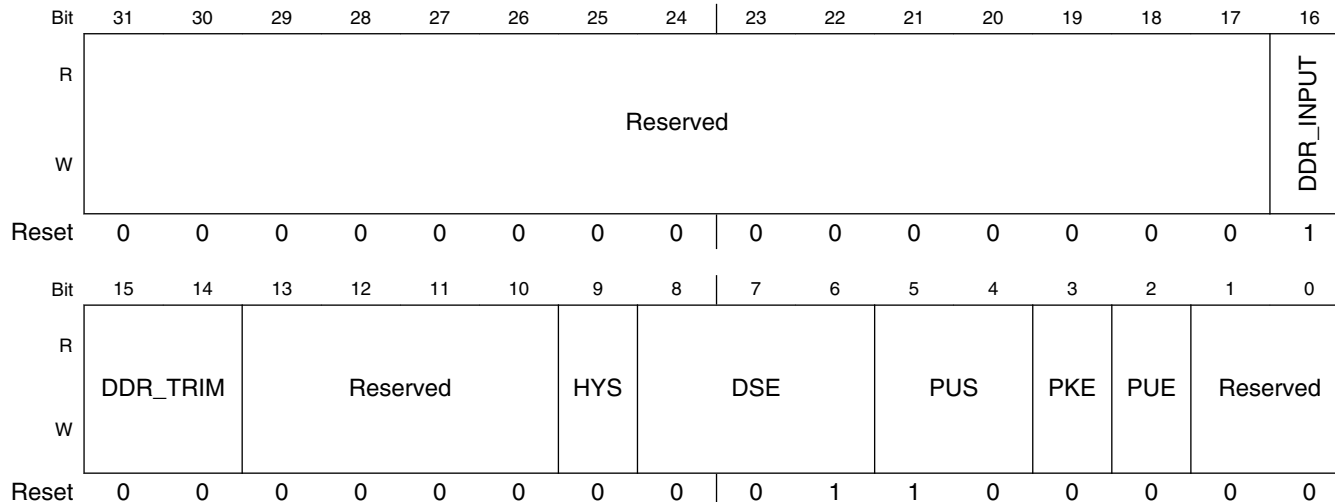 Bit 31 30 29 28 27 26 25 24 23 22 21 20 19 18 17 16
R
Reserved
DDR_INPUT
W
Reset 0 0 0 0 0 0 0 0 0 0 0 0 0 0 0 1
Bit 15 14 13 12 11 10 9 8 7 6 5 4 3 2 1 0
R
DDR_TRIM Reserved HYS DSE PUS PKE PUE Reserved
W
Reset 0 0 0 0 0 0 0 0 0 1 1 0 0 0 0 0